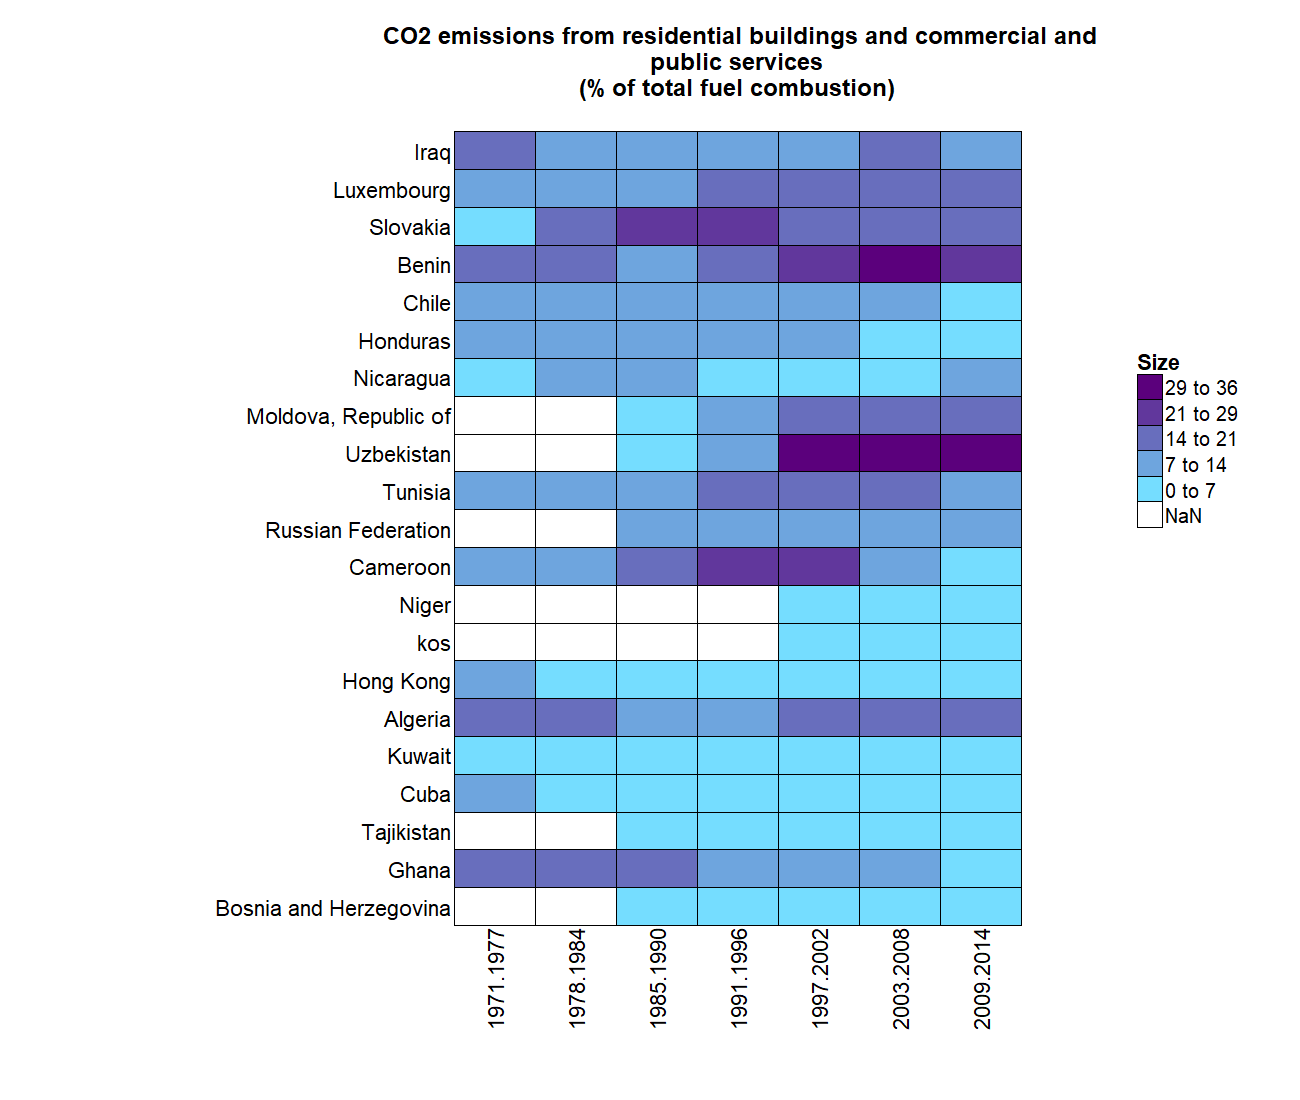 CO2 emissions from residential buildings and commercial and
public services
(% of total fuel combustion)
Iraq
Luxembourg
Slovakia
Benin
Chile
Honduras
Nicaragua
Moldova, Republic of
Uzbekistan
Tunisia
Russian Federation
Cameroon
Niger
kos
Hong Kong
Algeria
Kuwait
Cuba
Tajikistan
Ghana
Bosnia and Herzegovina
1971.1977
1978.1984
1985.1990
1991.1996
1997.2002
2003.2008
2009.2014
Size
29 to 36
21 to 29
14 to 21
7 to 14
0 to 7
NaN